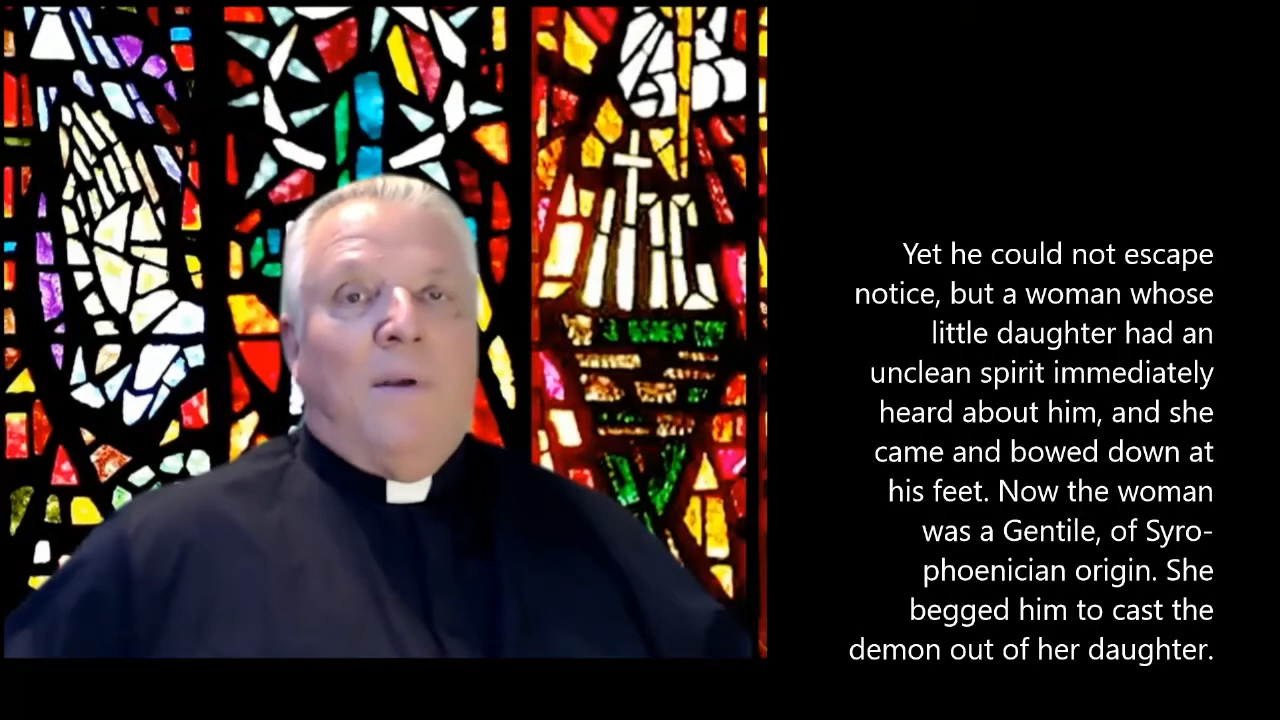 Yet he could not escape
notice, but a woman whose
little daughter had an
unclean spirit immediately
heard about him, and she
came and bowed down at
his feet. Now the woman
was a Gentile, of Syro-
phoenician origin. She
begged him to cast the
demon out of her daughter.